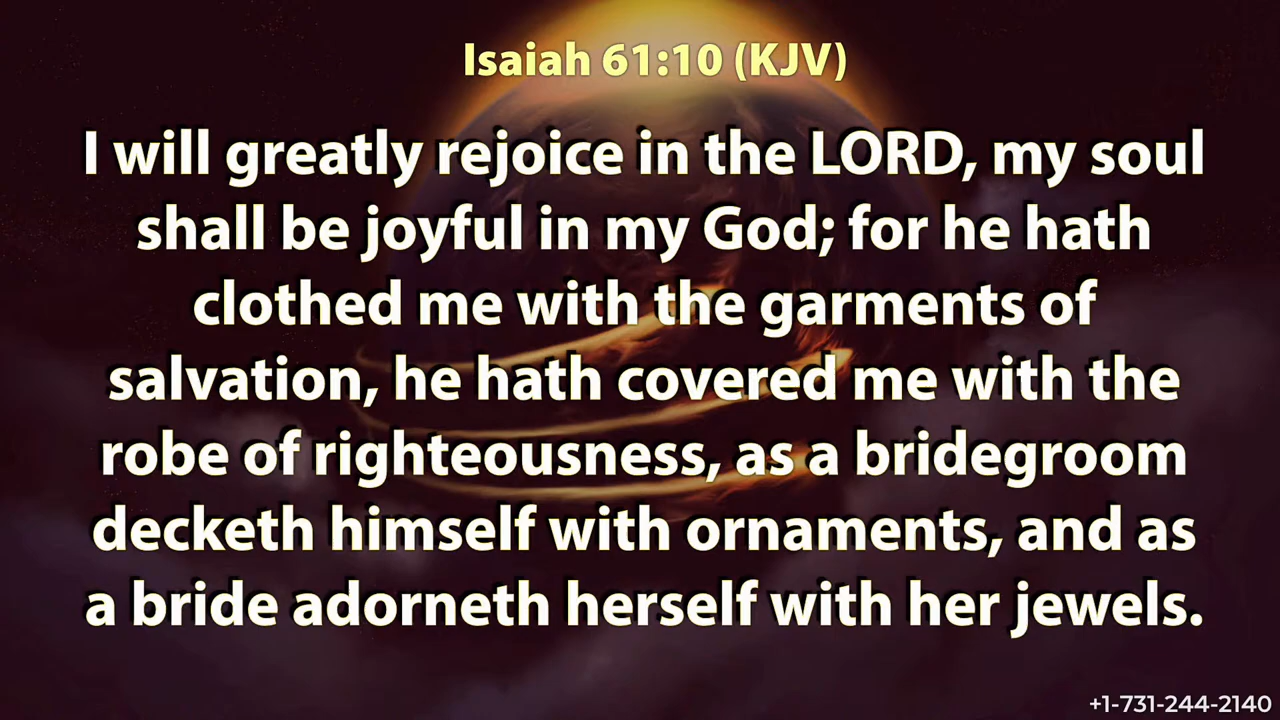 Isaiah 61:10 (KJV)
I will greatly rejoice in the LORD, my soul
shall be joyful in my God; for he hath
clothed me with the garments of
salvation, he hath covered me with the
robe of righteousness, as a bridegroom
decketh himself with ornaments, and as
a bride adorneth herself with her jewels.
+1-731-244-2140